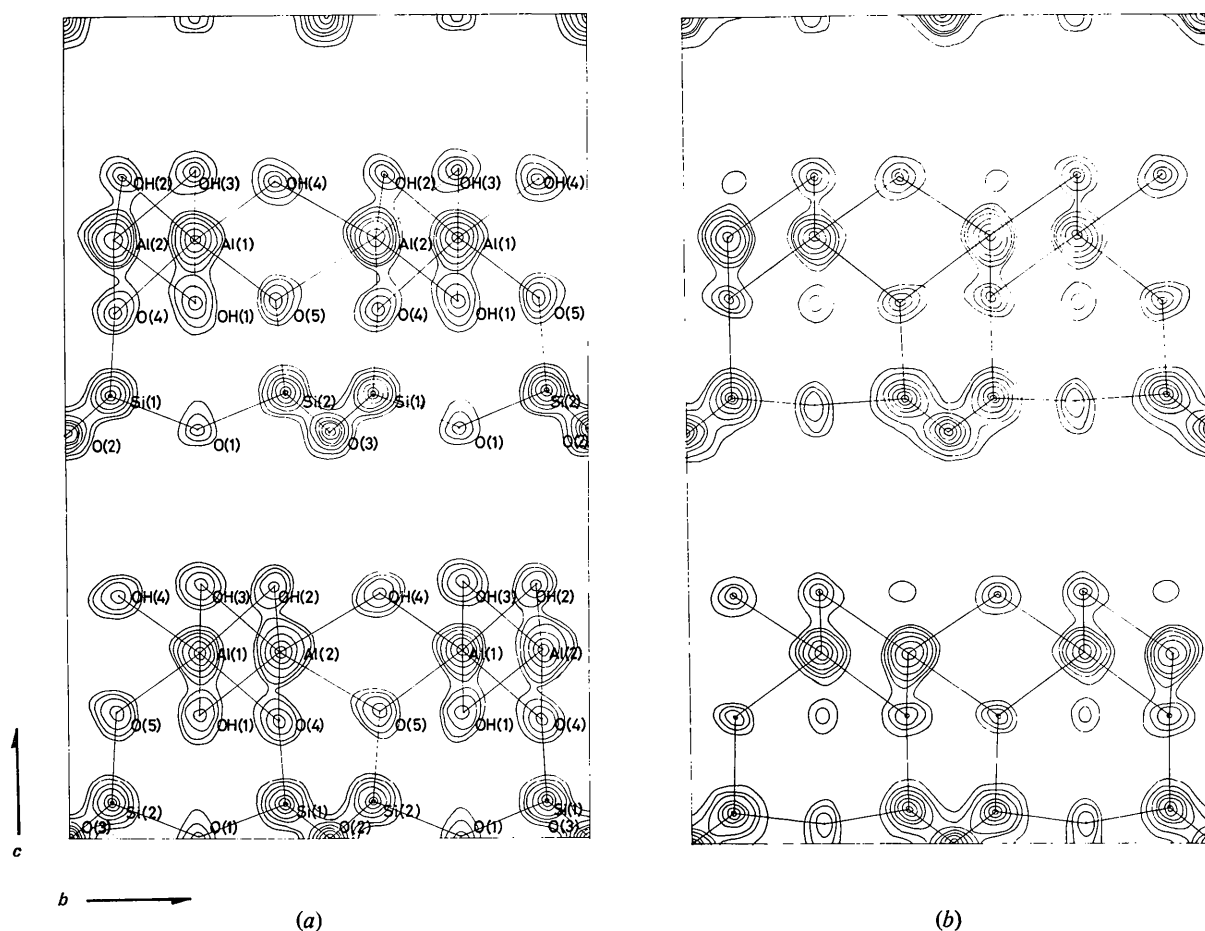 OH(2) OH(3) OH(4) OH(2) OH(3) OH(4)
Al(2) Al(1) Al(2) Al(1)
O(4) OH(1) O(5) O(4) OH(1) O(5)
Si(1) Si(2) Si(1) Si(2)
O(2) O(1) O(3) O(1) O(2)
OH(4) OH(3) OH(2) OH(4) OH(3) OH(2)
Al(1) Al(2) Al(1) Al(2)
O(5) OH(1) O(4) O(5) OH(1) O(4)
Si(2) Si(1) Si(2) Si(1)
O(3) O(1) O(2) O(1) O(3)
c
b
(a) (b)